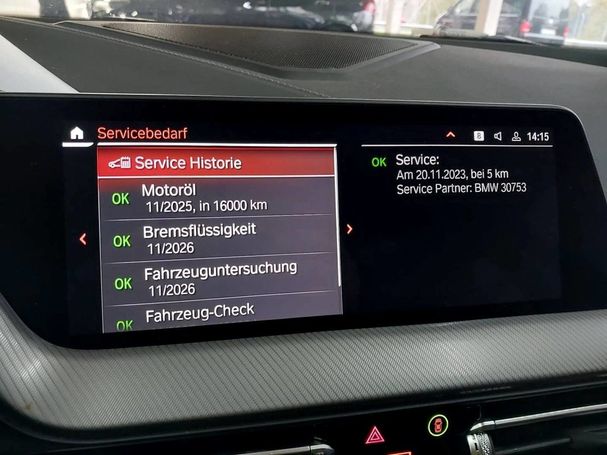 Servicebedarf
8
14:15
Service Historie
OK Motoröl
11/2025, in 16000 km
OK Bremsflüssigkeit
11/2026
OK Fahrzeuguntersuchung
11/2026
OK Fahrzeug-Check
OK Service:
Am 20.11.2023, bei 5 km
Service Partner: BMW 30753